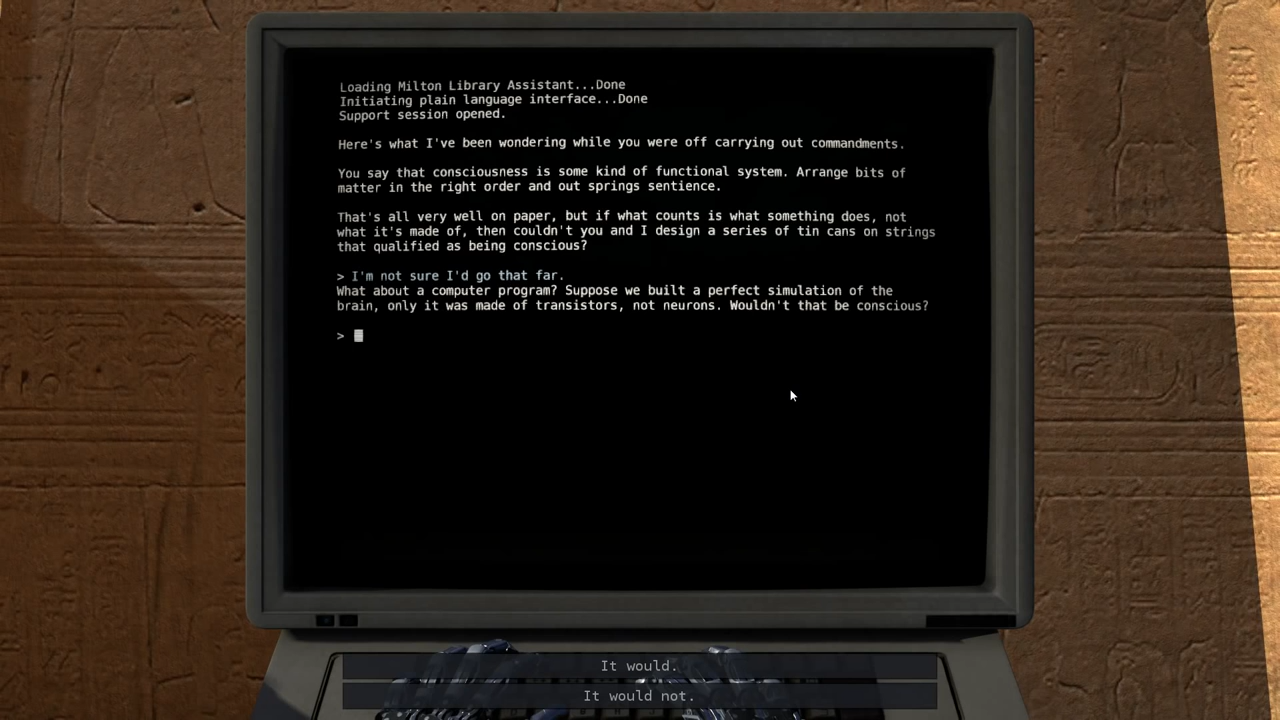 Loading Milton Library Assistant...Done
Initiating plain language interface...Done
Support session opened.
Here's what I've been wondering while you were off carrying out commandments.
You say that consciousness is some kind of functional system. Arrange bits of
matter in the right order and out springs sentience.
That's all very well on paper, but if what counts is what something does, not
what it's made of, then couldn't you and I design a series of tin cans on strings
that qualified as being conscious?
> I'm not sure I'd go that far.
What about a computer program? Suppose we built a perfect simulation of the
brain, only it was made of transistors, not neurons. Wouldn't that be conscious?
>
It would.
It would not.